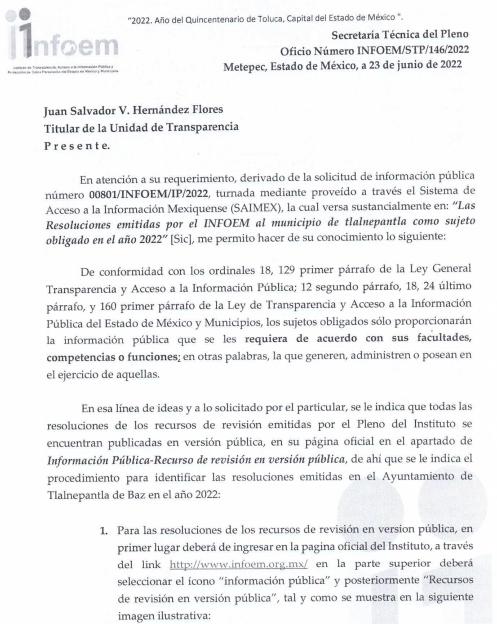 "2022. Año del Quincentenario de Toluca, Capital del Estado de México ".
infoem
Instituto de Transparencia, Acceso a la Información Pública y
Protección de Datos Personales del Estado de México y Municipios
Secretaría Técnica del Pleno
Oficio Número INFOEM/STP/146/2022
Metepec, Estado de México, a 23 de junio de 2022
Juan Salvador V. Hernández Flores
Titular de la Unidad de Transparencia
P r e s e n t e.
En atención a su requerimiento, derivado de la solicitud de información pública
número 00801/INFOEM/IP/2022, turnada mediante proveído a través el Sistema de
Acceso a la Información Mexiquense (SAIMEX), la cual versa sustancialmente en: "Las
Resoluciones emitidas por el INFOEM al municipio de tlalnepantla como sujeto
obligado en el año 2022" [Sic], me permito hacer de su conocimiento lo siguiente:
De conformidad con los ordinales 18, 129 primer párrafo de la Ley General
Transparencia y Acceso a la Información Pública; 12 segundo párrafo, 18, 24 último
párrafo, y 160 primer párrafo de la Ley de Transparencia y Acceso a la Información
Pública del Estado de México y Municipios, los sujetos obligados sólo proporcionarán
la información pública que se les requiera de acuerdo con sus facultades,
competencias o funciones; en otras palabras, la que generen, administren o posean en
el ejercicio de aquellas.
En esa línea de ideas y a lo solicitado por el particular, se le indica que todas las
resoluciones de los recursos de revisión emitidas por el Pleno del Instituto se
encuentran publicadas en versión pública, en su página oficial en el apartado de
Información Pública-Recurso de revisión en versión pública, de ahí que se le indica el
procedimiento para identificar las resoluciones emitidas en el Ayuntamiento de
Tlalnepantla de Baz en el año 2022:
1. Para las resoluciones de los recursos de revisión en version pública, en
primer lugar deberá de ingresar en la pagina oficial del Instituto, a través
del link http://www.infoem.org.mx/ en la parte superior deberá
seleccionar el ícono "información pública" y posteriormente "Recursos
de revisión en versión pública", tal y como se muestra en la siguiente
imagen ilustrativa: